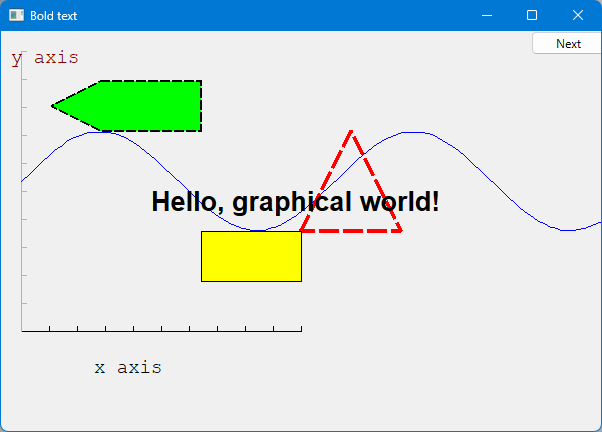 Bold text
Next
y axis
Hello, graphical world!
x axis